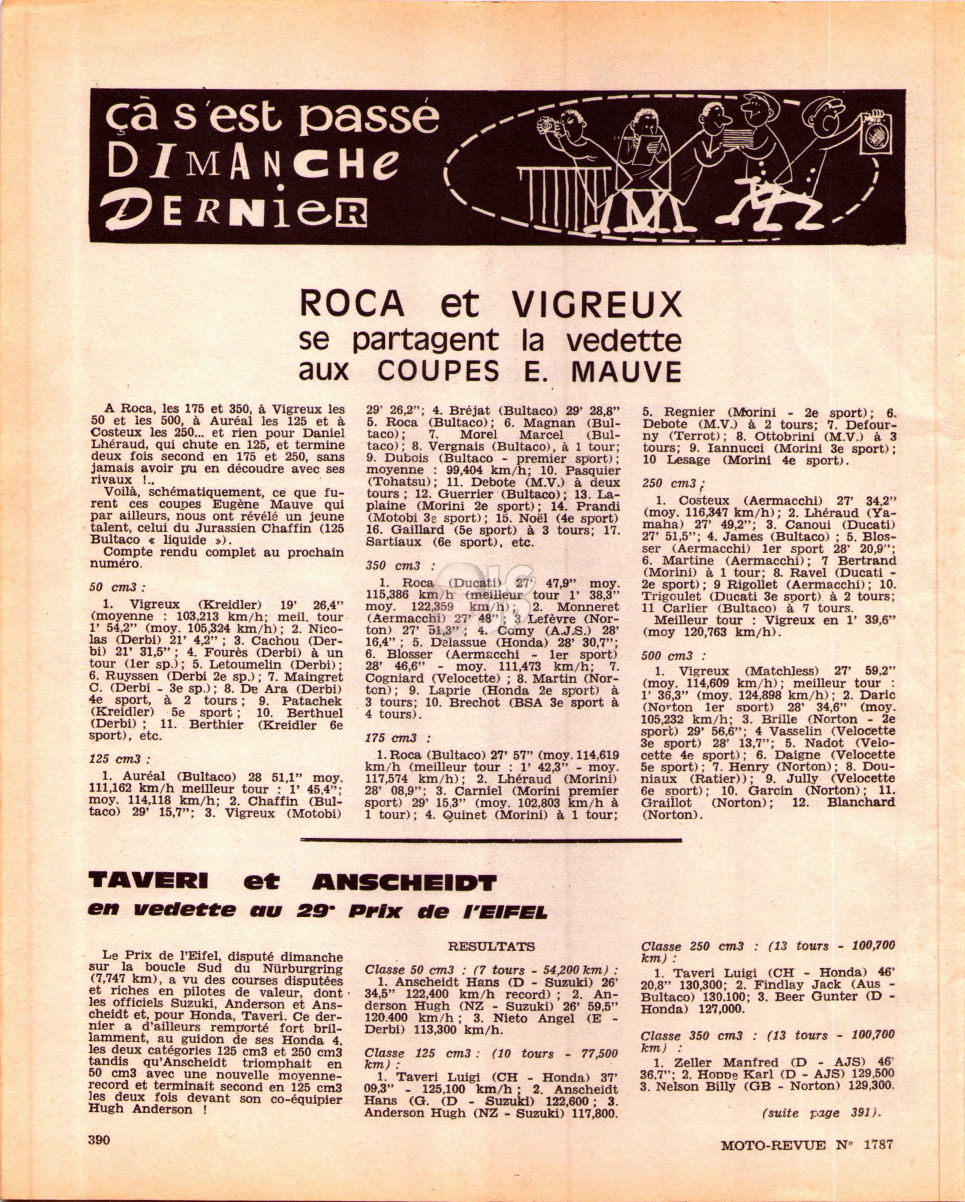 çà s'est passé
DIMANCHE
DERNIER
ROCA et VIGREUX
se partagent la vedette
aux COUPES E. MAUVE
A Roca, les 175 et 350, à Vigreux les
50 et les 500, à Auréal les 125 et à
Costeux les 250... et rien pour Daniel
Lhéraud, qui chute en 125, et termine
deux fois second en 175 et 250, sans
jamais avoir pu en découdre avec ses
rivaux !..
Voilà, schématiquement, ce que fu-
rent ces coupes Eugène Mauve qui
par ailleurs, nous ont révélé un jeune
talent, celui du Jurassien Chaffin (125
Bultaco « liquide »).
Compte rendu complet au prochain
numéro.
50 cm3 :
1. Vigreux (Kreidler) 19' 26,4"
(moyenne : 103,213 km/h; meil. tour
1' 54,2" (moy. 105,324 km/h; 2. Nico-
las (Derbi) 21' 4,2"; 3. Cachou (Der-
bi) 21' 31,5"; 4. Fourès (Derbi) à un
tour (1er sp.); 5. Letoumelin (Derbi);
6. Ruyssen (Derbi 2e sp.); 7. Maingret
C. (Derbi - 3e sp.); 8. De Ara (Derbi)
4e sport, à 2 tours; 9. Patachek
(Kreidler) 5e sport; 10. Berthuel
(Derbi) ; 11. Berthier (Kreidler 6e
sport), etc.
125 cm3 :
1. Auréal (Bultaco) 28 51,1" moy.
111,162 km/h meilleur tour : 1' 45,4";
moy. 114,118 km/h; 2. Chaffin (Bul-
taco) 29' 15,7"; 3. Vigreux (Motobi)
29' 26,2"; 4. Bréjat (Bultaco) 29' 28,8"
5. Roca (Bultaco); 6. Magnan (Bul-
taco); 7. Morel Marcel (Bul-
taco); 8. Vergnais (Bultaco), à 1 tour;
9. Dubois (Bultaco - premier sport);
moyenne : 99,404 km/h; 10. Pasquier
(Tohatsu); 11. Debote (M.V.) à deux
tours ; 12. Guerrier (Bultaco); 13. La-
plaine (Morini 2e sport); 14. Prandi
(Motobi 3e sport); 15. Noël (4e sport)
16. Gaillard (5e sport) à 3 tours; 17.
Sartiaux (6e sport), etc.
350 cm3 :
1. Roca (Ducati) 27' 47,9" moy.
115,386 km/h (meilleur tour 1' 38,3"
moy. 122,359 km/h); 2. Monneret
(Aermacchi) 27' 48"; 3 Lefèvre (Nor-
ton) 27' 51,3"; 4. Comy (A.J.S.) 28'
16,4"; 5. Delassue (Honda) 28' 30,7";
6. Blosser (Aermacchi - 1er sport)
28' 46,6" - moy. 111,473 km/h; 7.
Cogniard (Velocette) ; 8. Martin (Nor-
ton); 9. Laprie (Honda 2e sport) à
3 tours; 10. Brechot (BSA 3e sport à
4 tours).
175 cm3 :
1. Roca (Bultaco) 27' 57" (moy. 114,619
km/h (meilleur tour : 1' 42,3" - moy.
117,574 km/h); 2. Lhéraud (Morini)
28' 08,9"; 3. Carniel (Morini premier
sport) 29' 15,3" (moy. 102,803 km/h à
1 tour); 4. Quinet (Morini) à 1 tour;
5. Regnier (Morini - 2e sport); 6.
Debote (M.V.) à 2 tours; 7. Defour-
ny (Terrot); 8. Ottobrini (M.V.) à 3
tours; 9. Iannucci (Morini 3e sport);
10 Lesage (Morini 4e sport).
250 cm3 ;
1. Costeux (Aermacchi) 27' 34,2"
(moy. 116,347 km/h); 2. Lhéraud (Ya-
maha) 27' 49,2"; 3. Canoui (Ducati)
27' 51,5"; 4. James (Bultaco) ; 5. Blos-
ser (Aermacchi) 1er sport 28' 20,9";
6. Martine (Aermacchi); 7 Bertrand
(Morini) à 1 tour; 8. Ravel (Ducati -
2e sport); 9 Rigollet (Aermacchi); 10.
Trigoulet (Ducati 3e sport) à 2 tours;
11 Carlier (Bultaco) à 7 tours.
Meilleur tour : Vigreux en 1' 39,6"
(moy 120,763 km/h).
500 cm3 :
1. Vigreux (Matchless) 27' 59,2"
(moy. 114,609 km/h); meilleur tour :
1' 36,3" (moy. 124,898 km/h); 2. Daric
(Norton 1er sport) 28' 34,6" (moy.
105,232 km/h; 3. Brille (Norton - 2e
sport) 29' 56,6"; 4 Vasselin (Velocette
3e sport) 28' 13,7"; 5. Nadot (Velo-
cette 4e sport); 6. Daigne (Velocette
5e sport); 7. Henry (Norton); 8. Dou-
niaux (Ratier)); 9. Jully (Velocette
6e sport); 10. Garcin (Norton); 11.
Graillot (Norton); 12. Blanchard
(Norton).
TAVERI et ANSCHEIDT
en vedette au 29e Prix de l'EIFEL
Le Prix de l'Eifel, disputé dimanche
sur la boucle Sud du Nürburgring
(7,747 km), a vu des courses disputées
et riches en pilotes de valeur, dont
les officiels Suzuki, Anderson et Ans-
cheidt et, pour Honda, Taveri. Ce der-
nier a d'ailleurs remporté fort bril-
lamment, au guidon de ses Honda 4,
les deux catégories 125 cm3 et 250 cm3
tandis qu'Anscheidt triomphait en
50 cm3 avec une nouvelle moyenne-
record et terminait second en 125 cm3
les deux fois devant son co-équipier
Hugh Anderson !
RESULTATS
Classe 50 cm3 : (7 tours - 54,200 km) :
1. Anscheidt Hans (D - Suzuki) 26'
34,5" 122,400 km/h record) ; 2. An-
derson Hugh (NZ - Suzuki) 26' 59,5"
120.400 km/h ; 3. Nieto Angel (E -
Derbi) 113,300 km/h.
Classe 125 cm3 : (10 tours - 77,500
km) :
1. Taveri Luigi (CH - Honda) 37'
09,3" - 125,100 km/h ; 2. Anscheidt
Hans (G. (D - Suzuki) 122,600 ; 3.
Anderson Hugh (NZ - Suzuki) 117,800.
Classe 250 cm3 : (13 tours - 100,700
km) :
1. Taveri Luigi (CH - Honda) 46'
20,8" 130,300; 2. Findlay Jack (Aus -
Bultaco) 130.100; 3. Beer Gunter (D -
Honda) 127,000.
Classe 350 cm3 : (13 tours - 100,700
km) :
1. Zeller Manfred (D - AJS) 46'
36,7"; 2. Hoppe Karl (D - AJS) 129,500
3. Nelson Billy (GB - Norton) 129,300.
(suite page 391).
390
MOTO-REVUE N° 1787